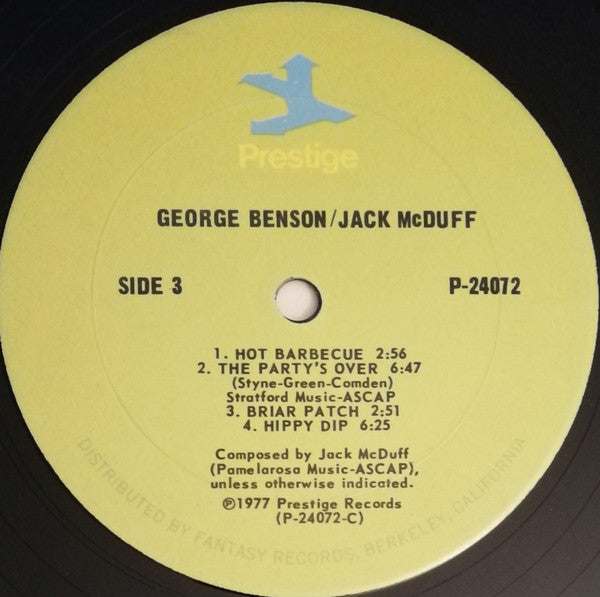 Prestige
GEORGE BENSON/JACK McDUFF
SIDE 3 P-24072
1. HOT BARBECUE 2:56
2. THE PARTY'S OVER 6:47
(Styne-Green-Comden)
Stratford Music-ASCAP
3. BRIAR PATCH 2:51
4. HIPPY DIP 6:25
Composed by Jack McDuff
(Pamelarosa Music-ASCAP),
unless otherwise indicated.
℗1977 Prestige Records
(P-24072-C)
DISTRIBUTED BY FANTASY RECORDS, BERKELEY, CALIFORNIA